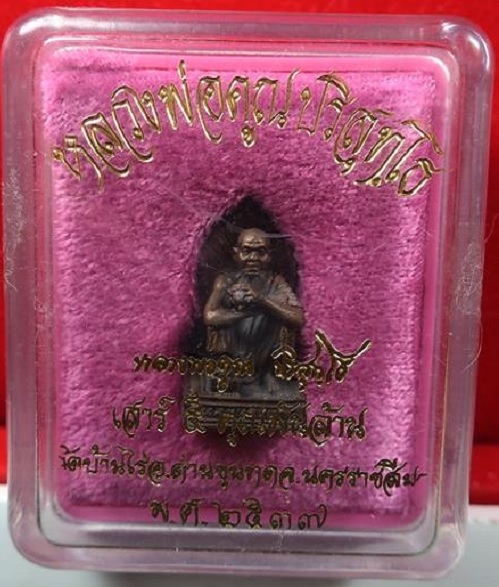 หลวงพ่อคูณปริสุทฺโธ
หลวงพ่อคูณ ปริสุทฺโธ
เสาร์ ๕ คูณพันล้าน
วัดบ้านไร่อ.ด่านขุนทดจ.นครราชสีมา
พ.ศ.๒๕๓๗